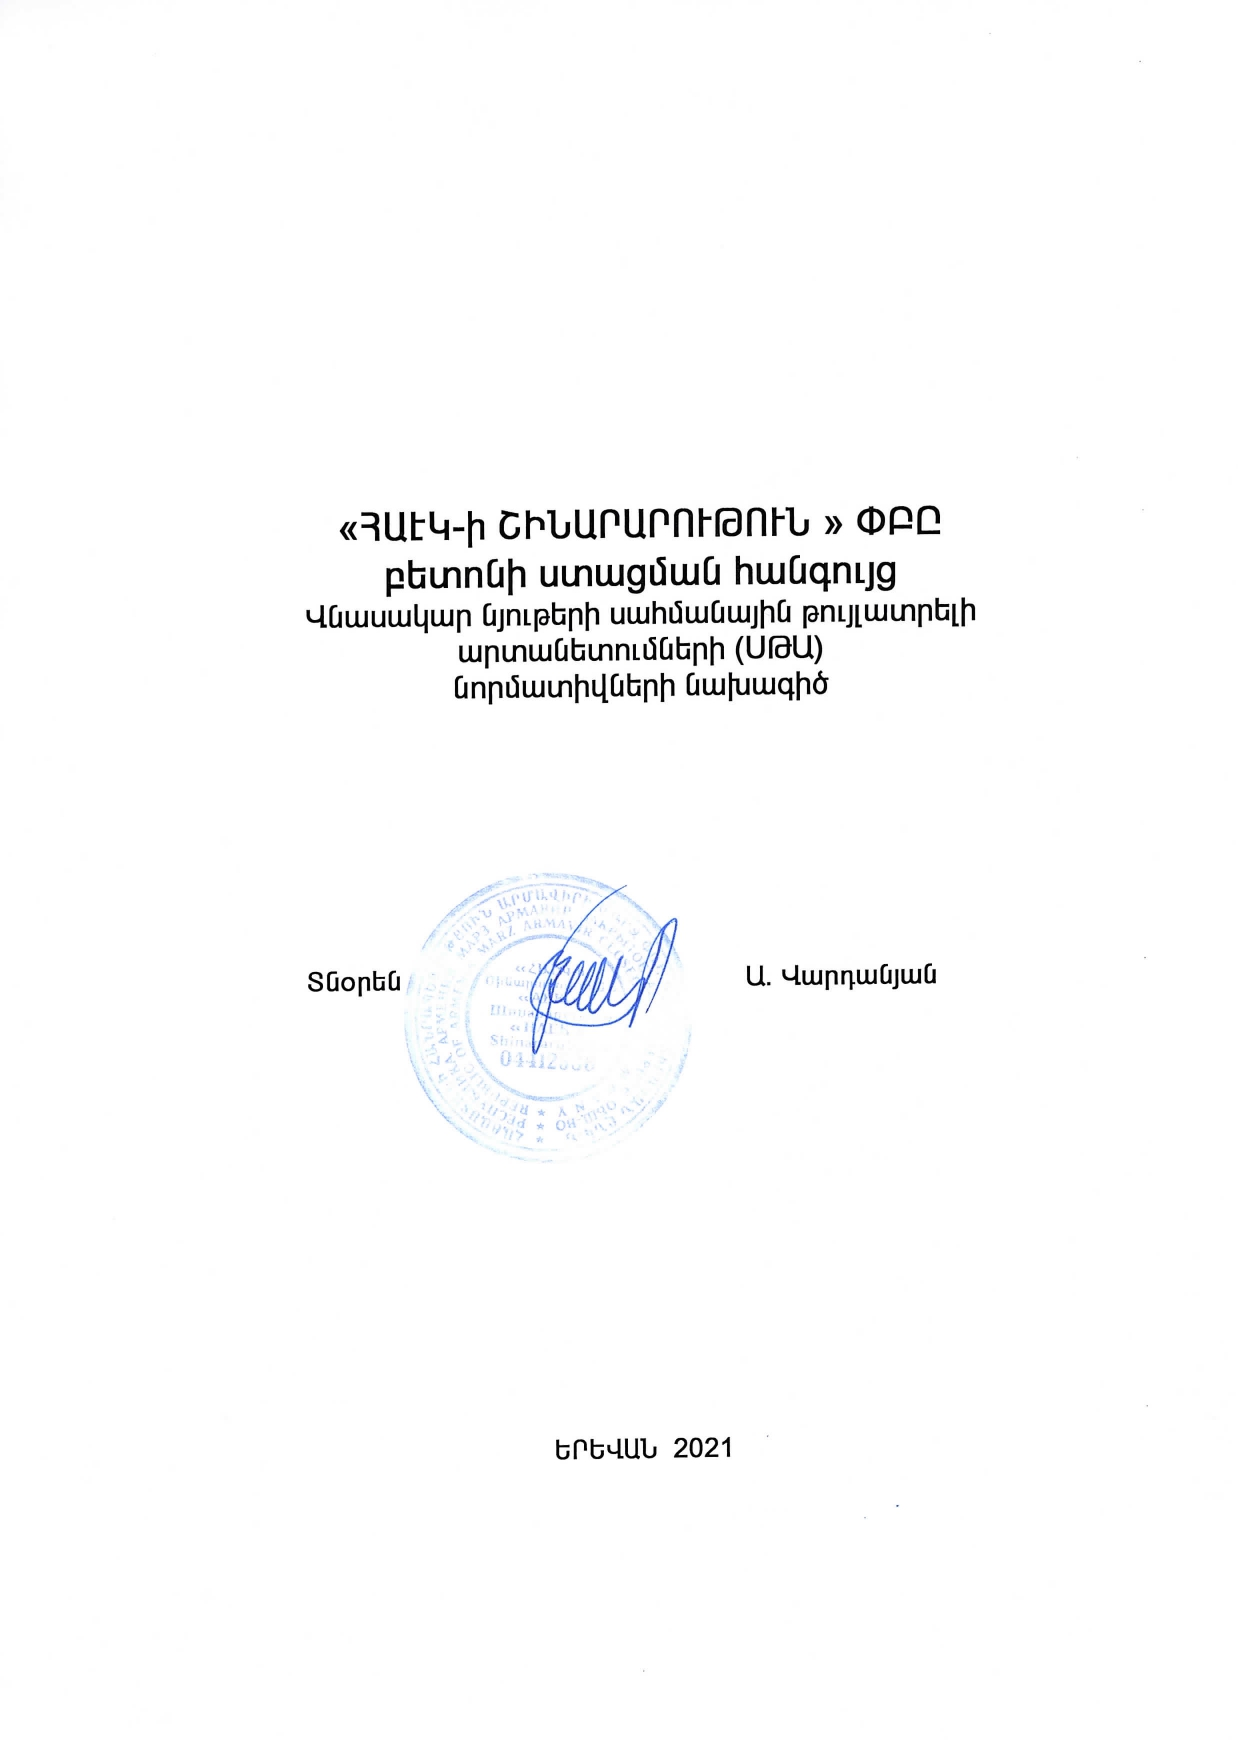 «ՀԱԷԿ-ի ՇԻՆԱՐԱՐՈՒԹՈՒՆ » ՓԲԸ
բետոնի ստացման հանգույց
Վնասակար նյութերի սահմանային թույլատրելի
արտանետումների (ՍԹԱ)
նորմատիվների նախագիծ
Տնօրեն Ա. Վարդանյան
ԵՐԵՎԱՆ 2021